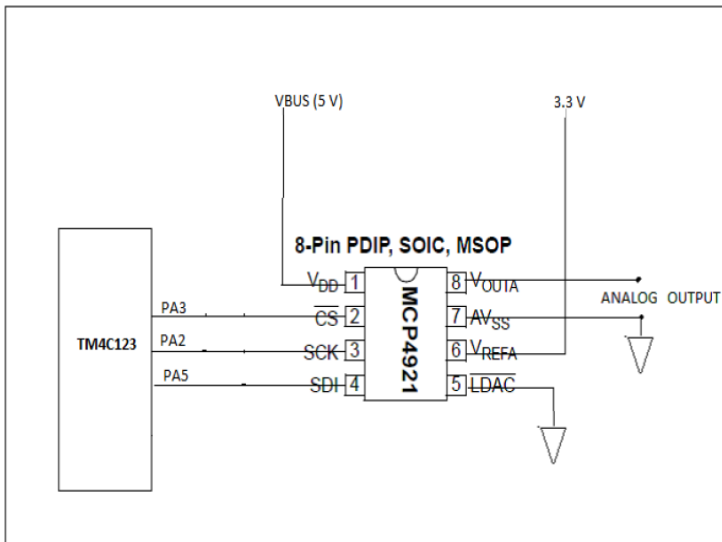 VBUS (5 V)
3.3 V
8-Pin PDIP, SOIC, MSOP
VDD 1
8 VOUTA
ANALOG OUTPUT
PA3
CS 2
7 AVSS
TM4C123
PA2
SCK 3
6 VREFA
PA5
SDI 4
5 LDAC
MCP4921